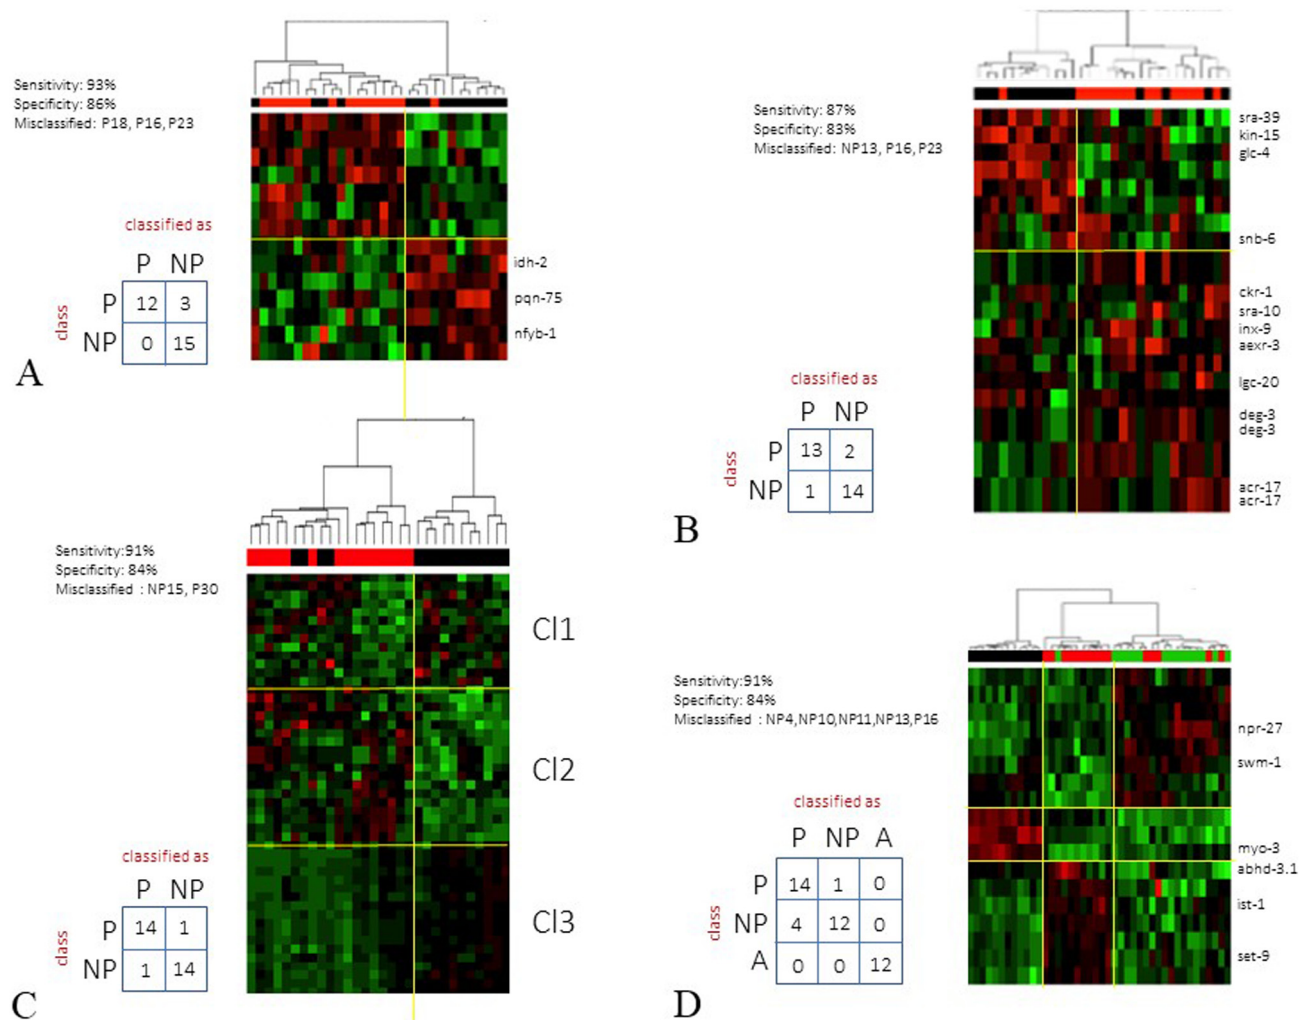 Sensitivity: 93%
Specificity: 86%
Misclassified: P18, P16, P23
classified as
P NP
class
P 12 3
NP 0 15
idh-2
pqn-75
nfyb-1
A
Sensitivity: 87%
Specificity: 83%
Misclassified: NP13, P16, P23
classified as
P NP
class
P 13 2
NP 1 14
sra-39
kin-15
glc-4
snb-6
ckr-1
sra-10
inx-9
aexr-3
lgc-20
deg-3
deg-3
acr-17
acr-17
B
Sensitivity:91%
Specificity: 84%
Misclassified : NP15, P30
classified as
P NP
class
P 14 1
NP 1 14
Cl1
Cl2
Cl3
C
Sensitivity:91%
Specificity: 84%
Misclassified : NP4,NP10,NP11,NP13,P16
classified as
P NP A
class
P 14 1 0
NP 4 12 0
A 0 0 12
npr-27
swm-1
myo-3
abhd-3.1
ist-1
set-9
D